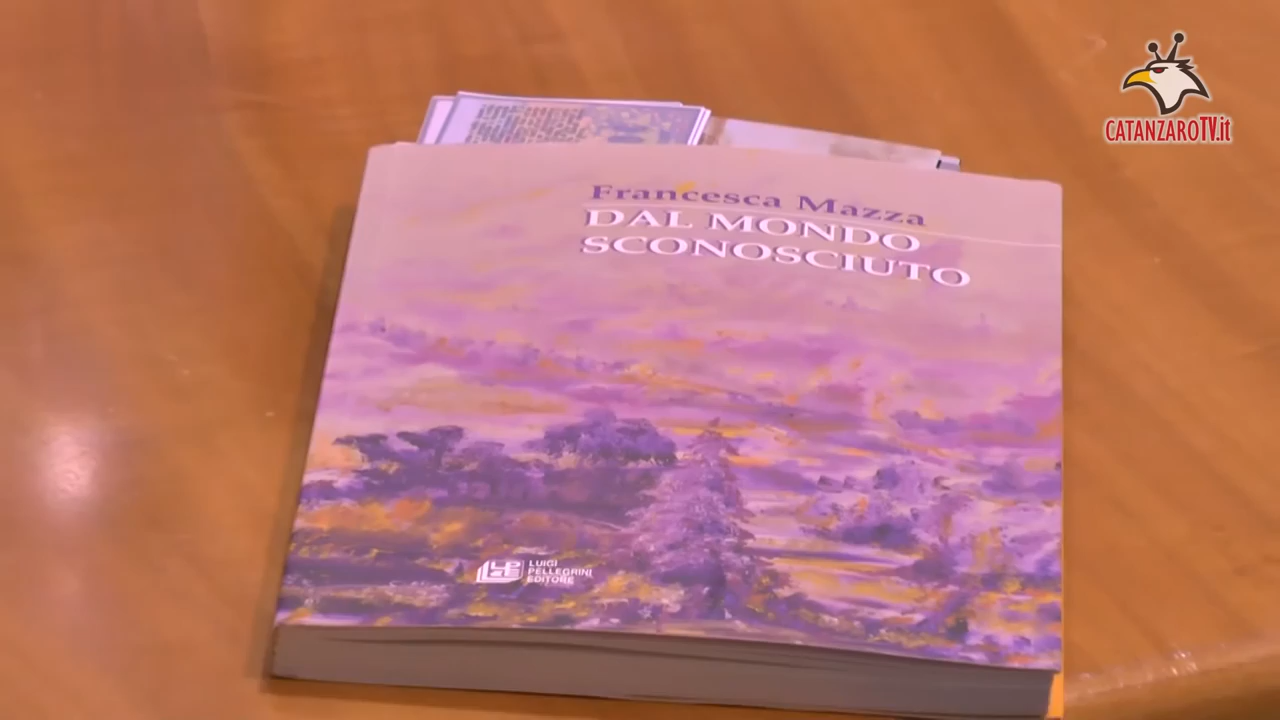 CATANZAROTV.it
Francesca Mazza
DAL MONDO
SCONOSCIUTO
LUIGI
PELLEGRINI
EDITORE